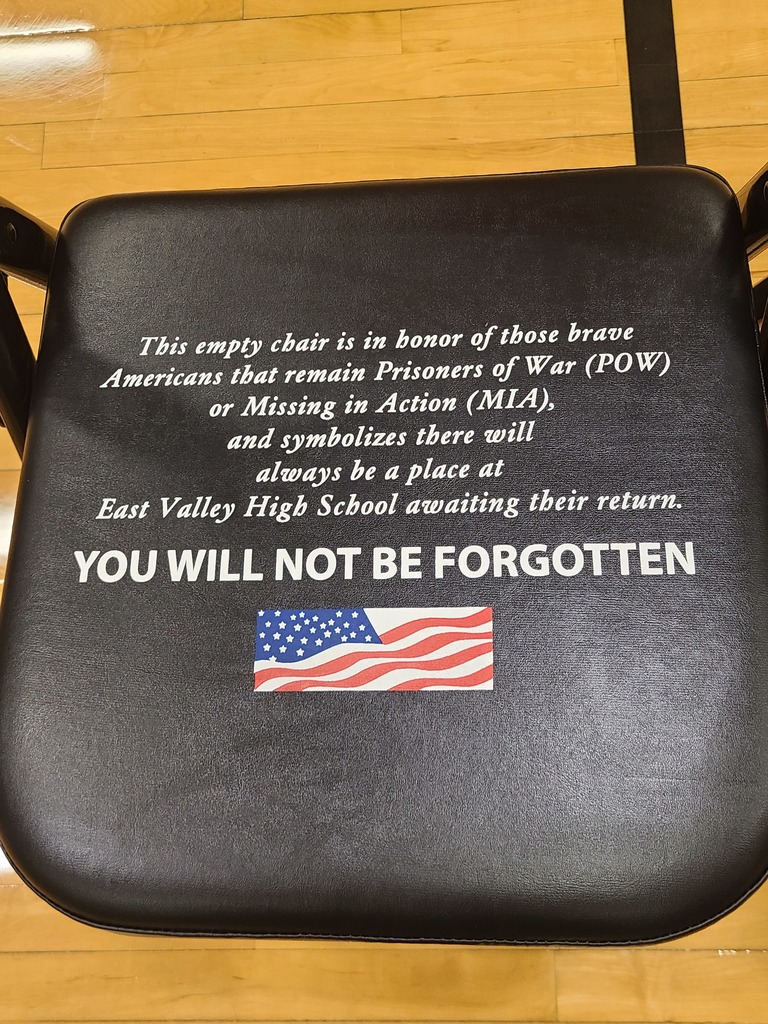 This empty chair is in honor of those brave
Americans that remain Prisoners of War (POW)
or Missing in Action (MIA),
and symbolizes there will
always be a place at
East Valley High School awaiting their return.
YOU WILL NOT BE FORGOTTEN